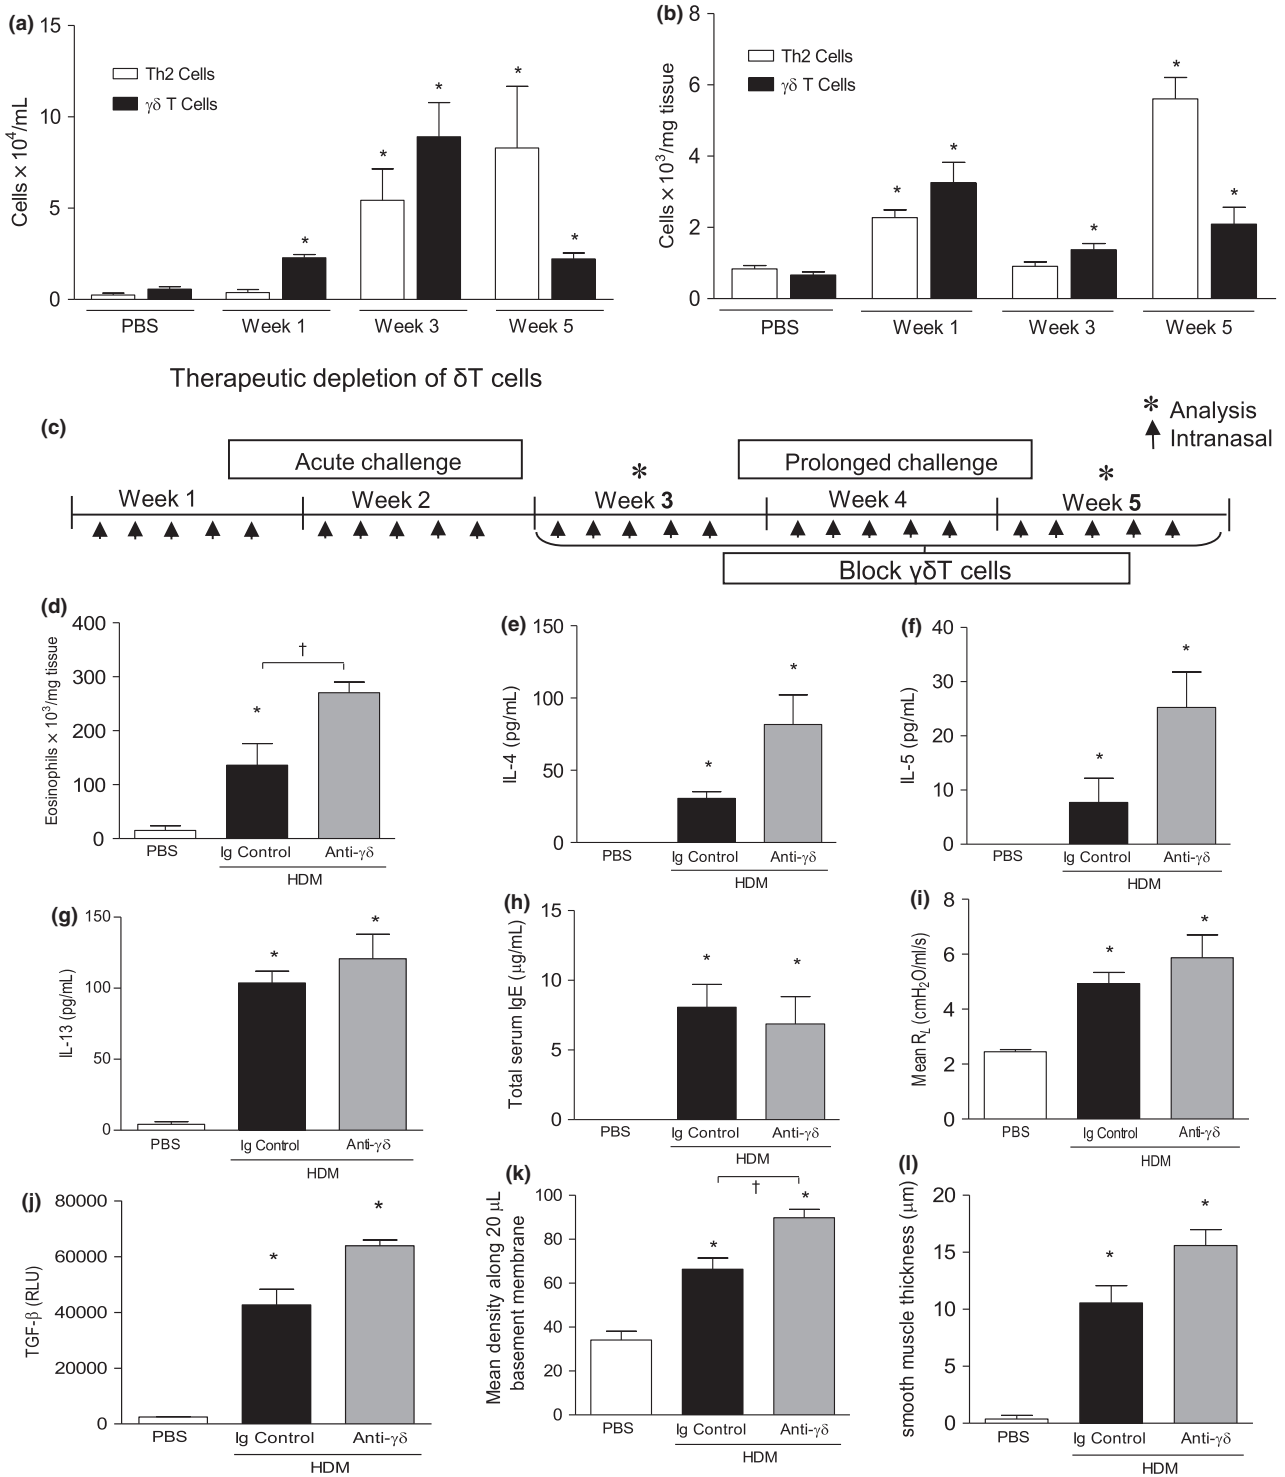 (a)
15
10
5
0
Cells × 10⁴/mL
Th2 Cells
γδ T Cells
*
*
*
*
*
PBS
Week 1
Week 3
Week 5
(b)
8
6
4
2
0
Cells × 10³/mg tissue
Th2 Cells
γδ T Cells
*
*
*
*
*
PBS
Week 1
Week 3
Week 5
Therapeutic depletion of δT cells
(c)
* Analysis
Intranasal
Acute challenge
Prolonged challenge
*
*
Week 1
Week 2
Week 3
Week 4
Week 5
Block γδT cells
(d)
400
300
200
100
0
Eosinophils × 10³/mg tissue
†
*
PBS
Ig Control
Anti-γδ
HDM
(e)
150
100
50
0
IL-4 (pg/mL)
*
*
PBS
Ig Control
Anti-γδ
HDM
(f)
40
30
20
10
0
IL-5 (pg/mL)
*
*
PBS
Ig Control
Anti-γδ
HDM
(g)
150
100
50
0
IL-13 (pg/mL)
*
*
PBS
Ig Control
Anti-γδ
HDM
(h)
15
10
5
0
Total serum IgE (μg/mL)
*
*
PBS
Ig Control
Anti-γδ
HDM
(i)
8
6
4
2
0
Mean R_L (cmH₂O/ml/s)
*
*
PBS
Ig Control
Anti-γδ
HDM
(j)
80000
60000
40000
20000
0
TGF-β (RLU)
*
*
PBS
Ig Control
Anti-γδ
HDM
(k)
100
80
60
40
20
0
Mean density along 20 μL
basement membrane
†
*
*
PBS
Ig Control
Anti-γδ
HDM
(l)
20
15
10
5
0
smooth muscle thickness (μm)
*
*
PBS
Ig Control
Anti-γδ
HDM